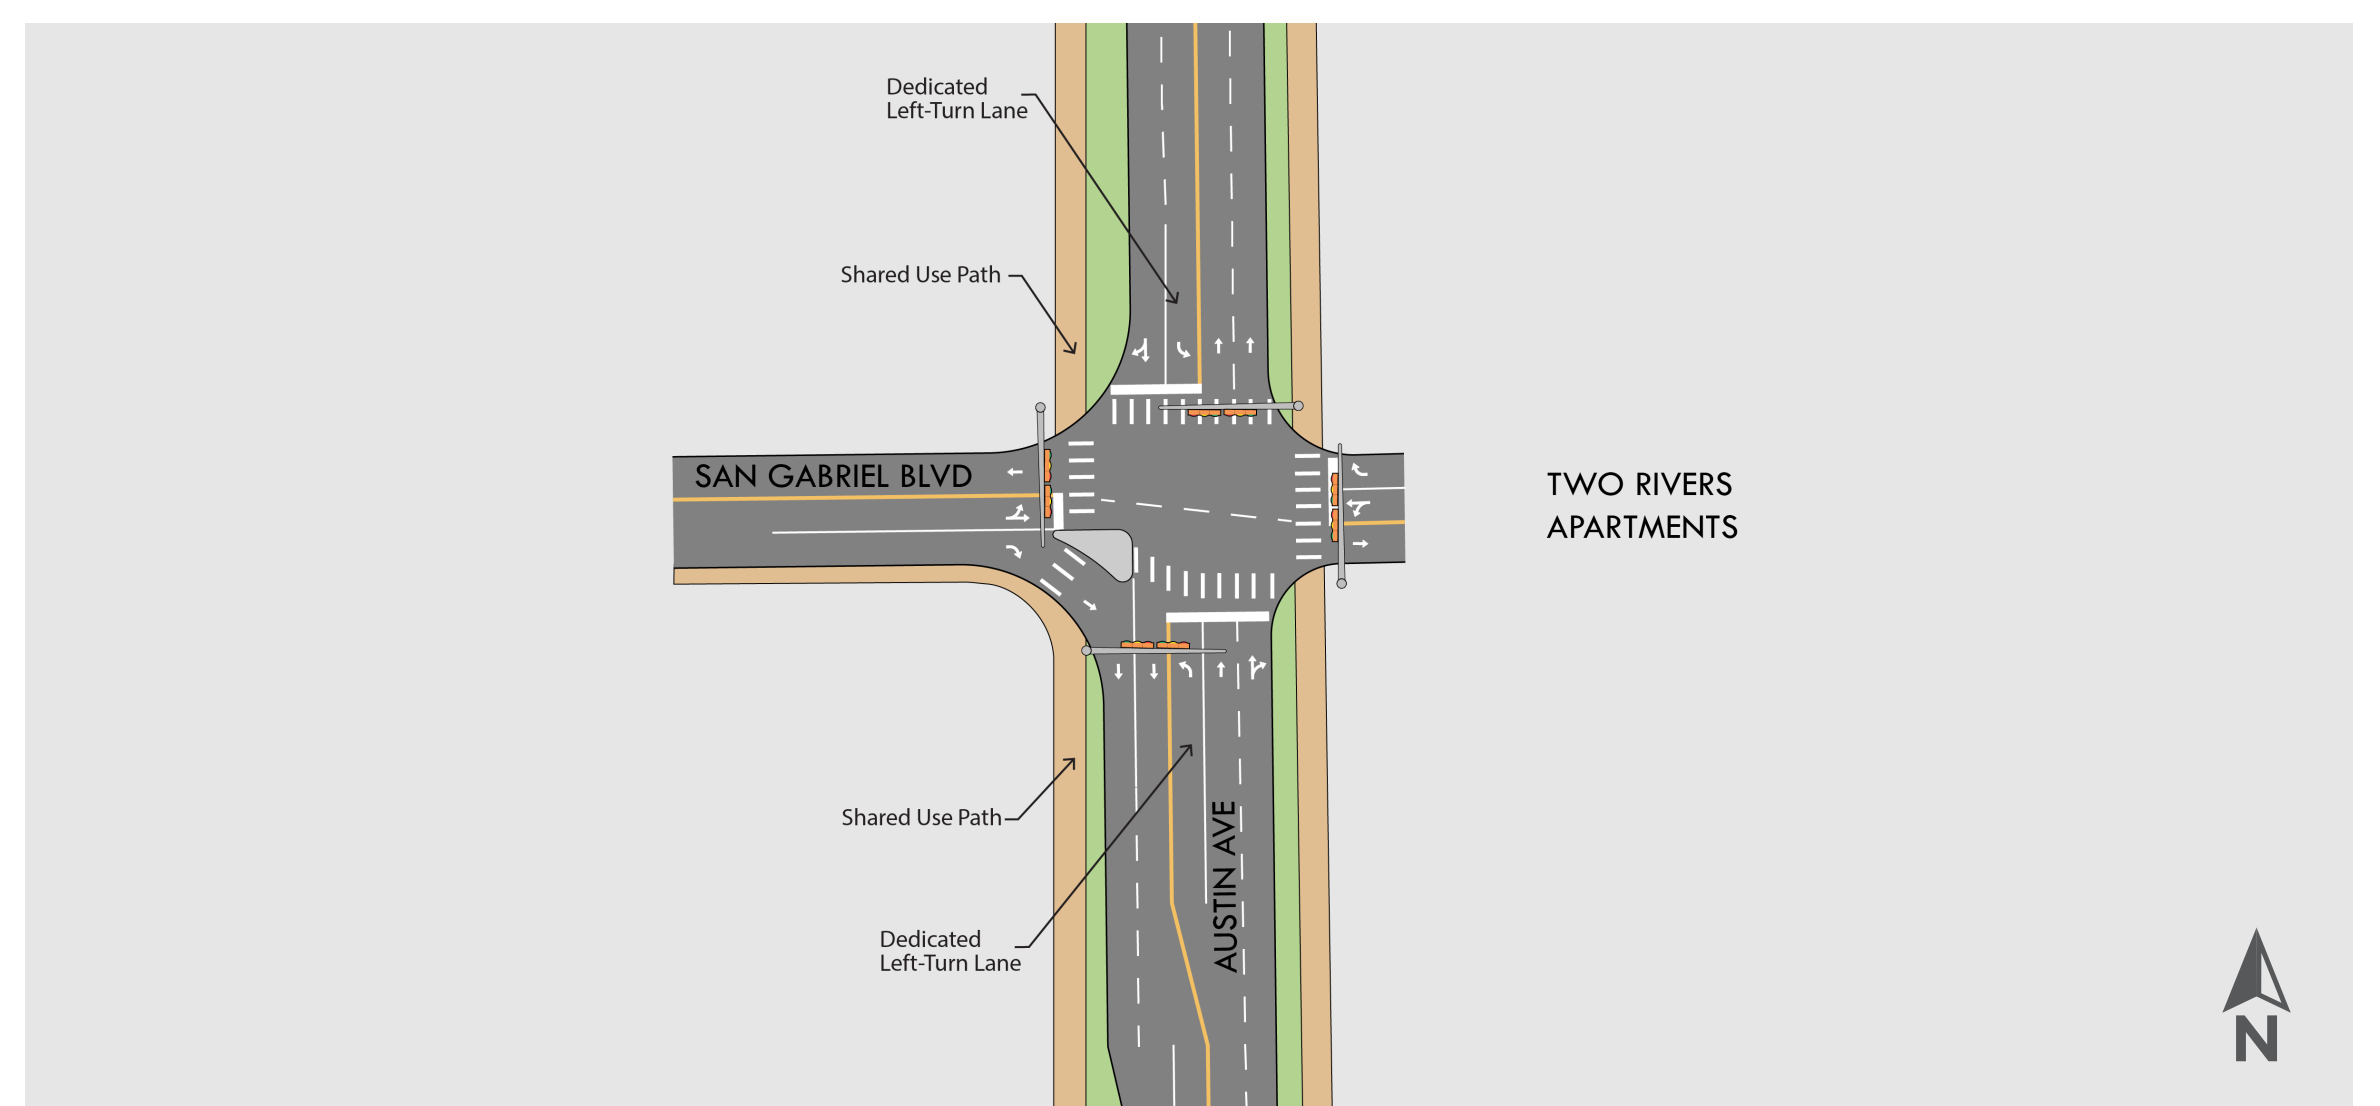 Dedicated
Left-Turn Lane
Shared Use Path
SAN GABRIEL BLVD
TWO RIVERS
APARTMENTS
Shared Use Path
AUSTIN AVE
Dedicated
Left-Turn Lane
N